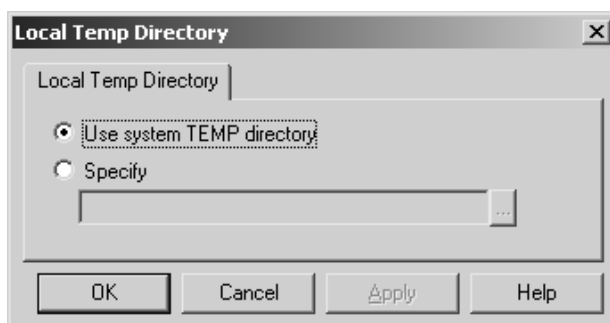 Local Temp Directory
Local Temp Directory
Use system TEMP directory
Specify
...
OK Cancel Apply Help